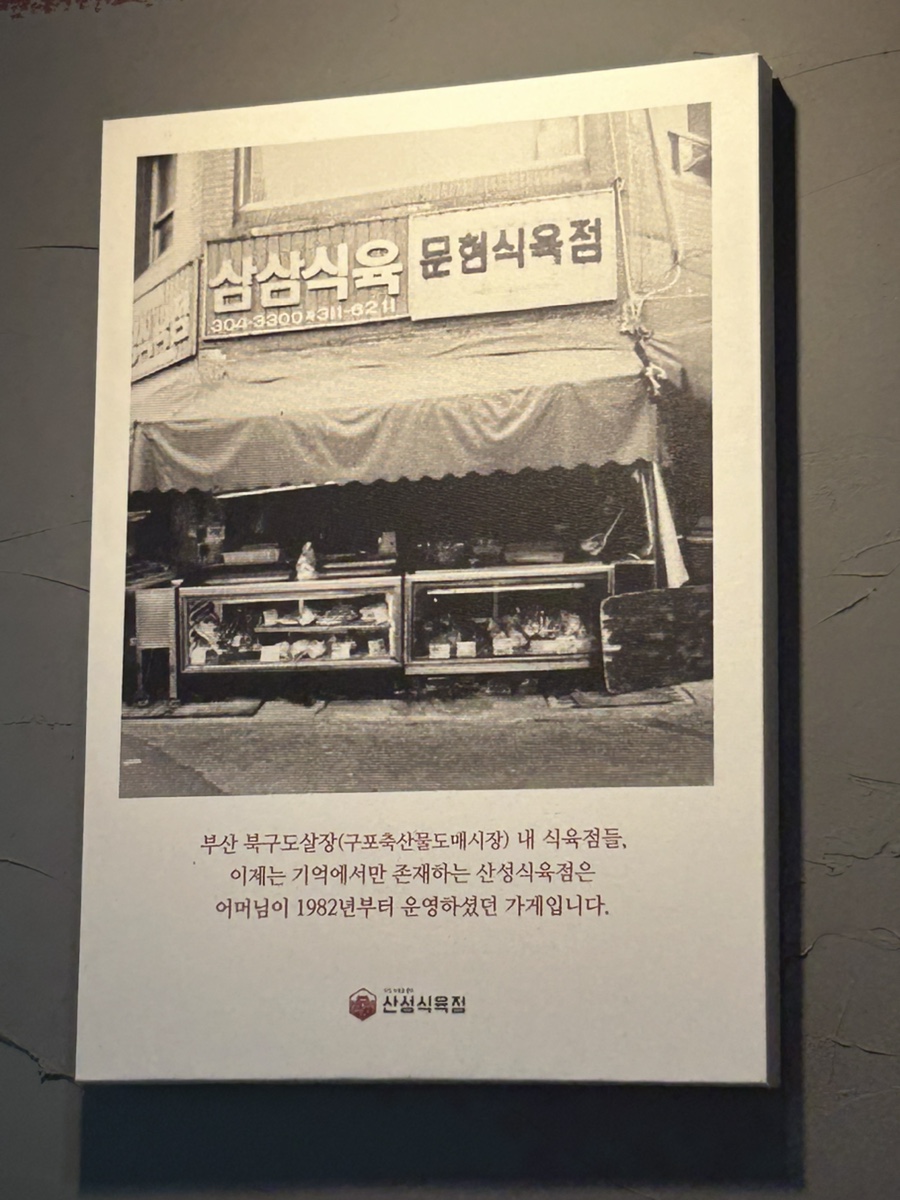 삼삼식육
304-3300 311-6211
문험식육점
부산 북구도살장(구포축산물도매시장) 내 식육점들,
이제는 기억에서만 존재하는 산성식육점은
어머님이 1982년부터 운영하셨던 가게입니다.
산성식육점